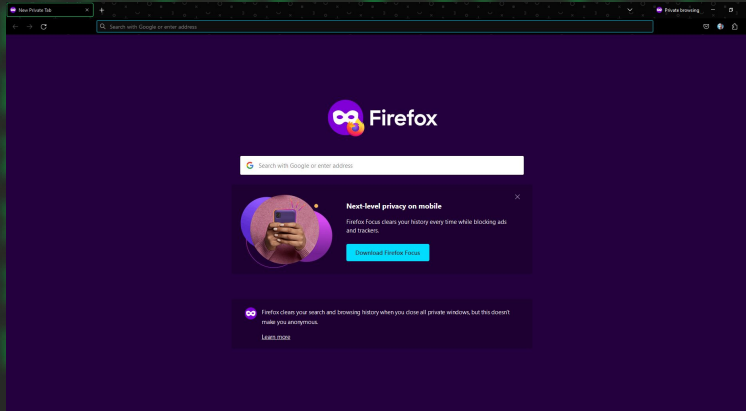 New Private Tab
Private browsing
Search with Google or enter address
Firefox
Search with Google or enter address
Next-level privacy on mobile
Firefox Focus clears your history every time while blocking ads
and trackers.
Download Firefox Focus
Firefox clears your search and browsing history when you close all private windows, but this doesn't
make you anonymous.
Learn more